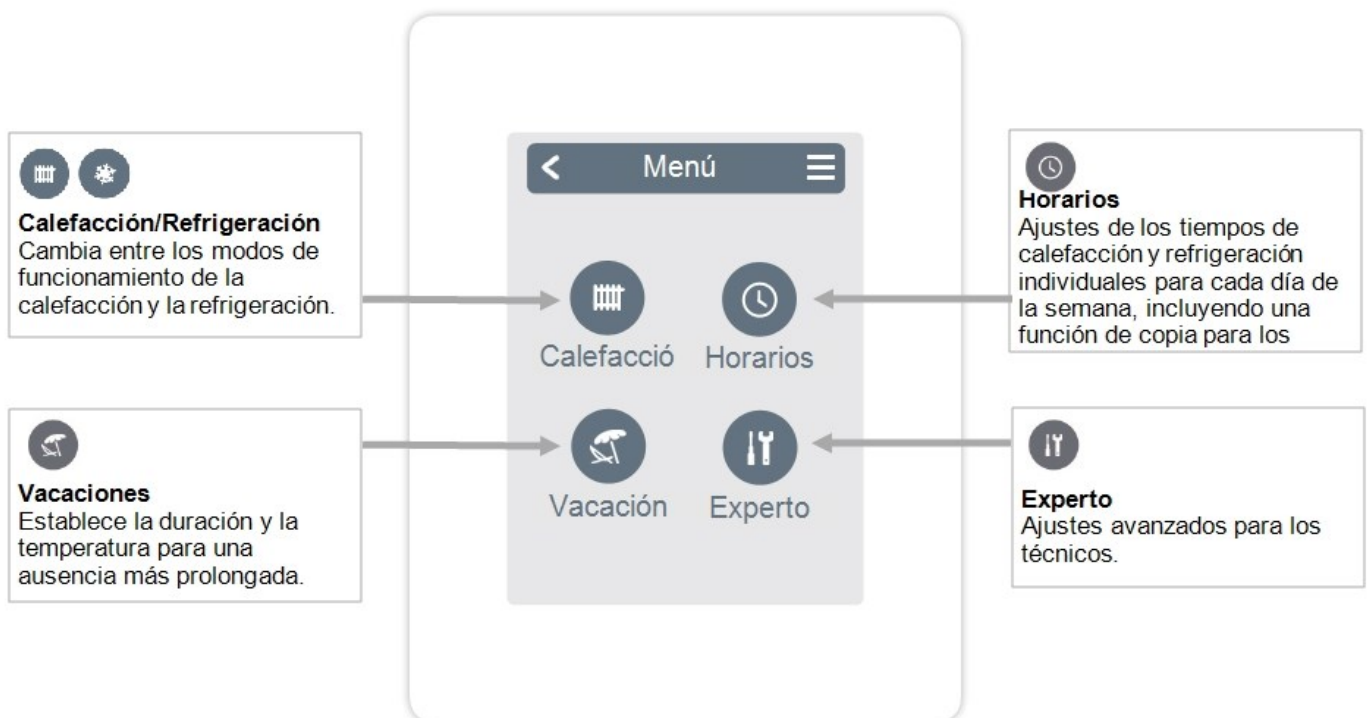 Calefacción/Refrigeración
Cambia entre los modos de
funcionamiento de la
calefacción y la refrigeración.
Vacaciones
Establece la duración y la
temperatura para una
ausencia más prolongada.
Menú
Calefacció
Horarios
Vacación
Experto
Horarios
Ajustes de los tiempos de
calefacción y refrigeración
individuales para cada día de
la semana, incluyendo una
función de copia para los
Experto
Ajustes avanzados para los
técnicos.